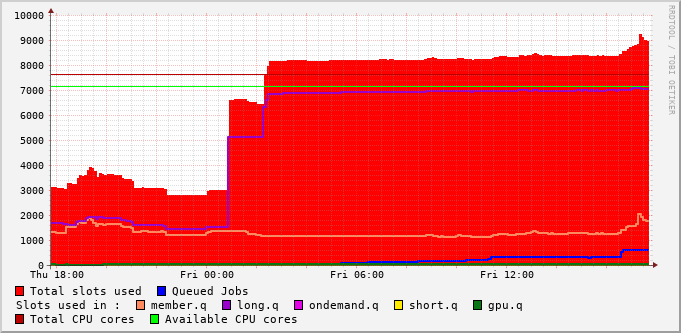 10000
9000
8000
7000
6000
5000
4000
3000
2000
1000
0
Thu 18:00 Fri 00:00 Fri 06:00 Fri 12:00
RRDTOOL / TOBI OETIKER
Total slots used Queued Jobs
Slots used in : member.q long.q ondemand.q short.q gpu.q
Total CPU cores Available CPU cores